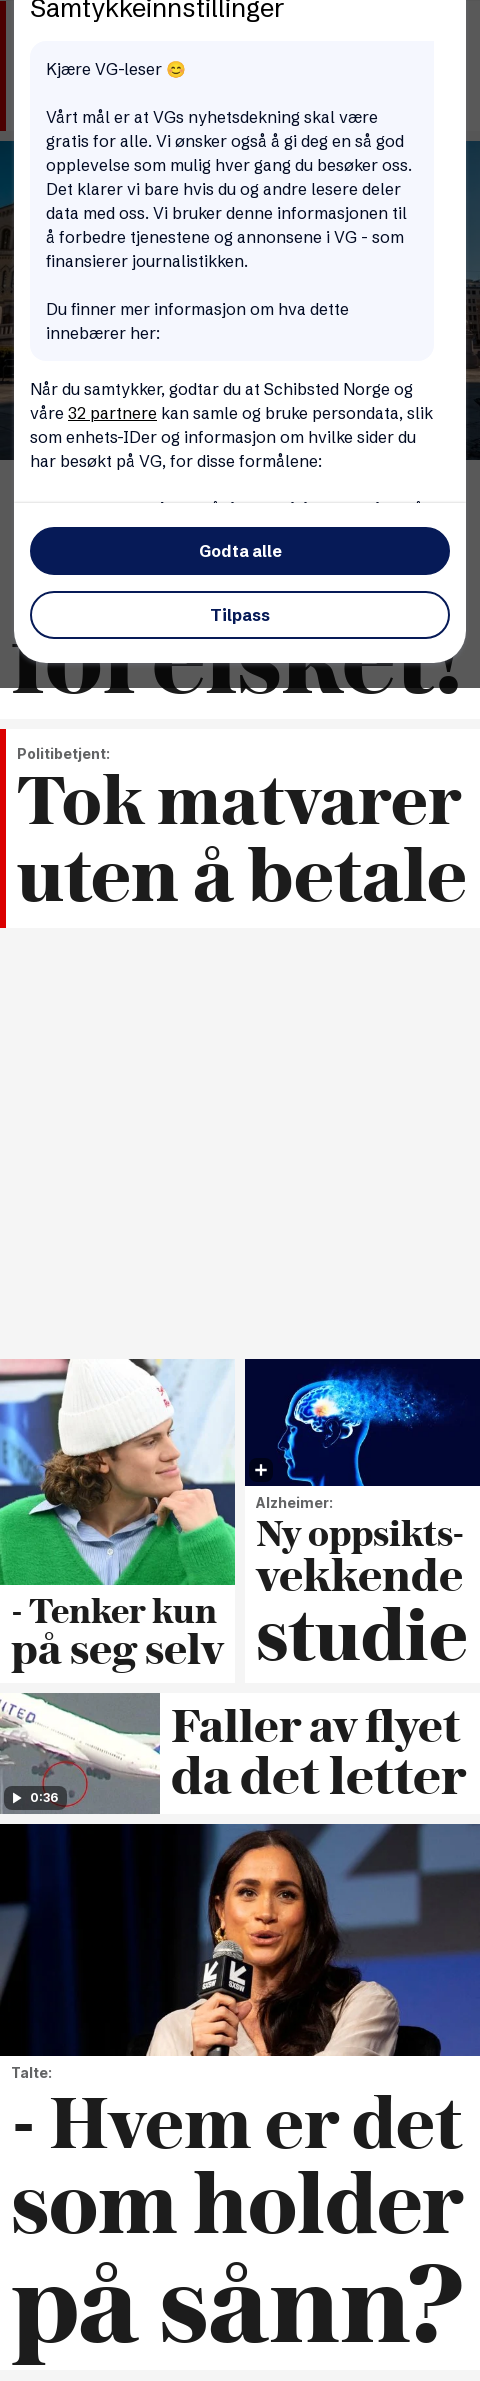 Samtykkeinnstillinger
Kjære VG-leser 😊
Vårt mål er at VGs nyhetsdekning skal være
gratis for alle. Vi ønsker også å gi deg en så god
opplevelse som mulig hver gang du besøker oss.
Det klarer vi bare hvis du og andre lesere deler
data med oss. Vi bruker denne informasjonen til
å forbedre tjenestene og annonsene i VG - som
finansierer journalistikken.
Du finner mer informasjon om hva dette
innebærer her:
Når du samtykker, godtar du at Schibsted Norge og
våre 32 partnere kan samle og bruke persondata, slik
som enhets-IDer og informasjon om hvilke sider du
har besøkt på VG, for disse formålene:
Godta alle
Tilpass
forelsket!
Politibetjent:
Tok matvarer
uten å betale
- Tenker kun
på seg selv
Alzheimer:
Ny oppsikts-
vekkende
studie
0:36
Faller av flyet
da det letter
SXSW
SXSW
Talte:
- Hvem er det
som holder
på sånn?